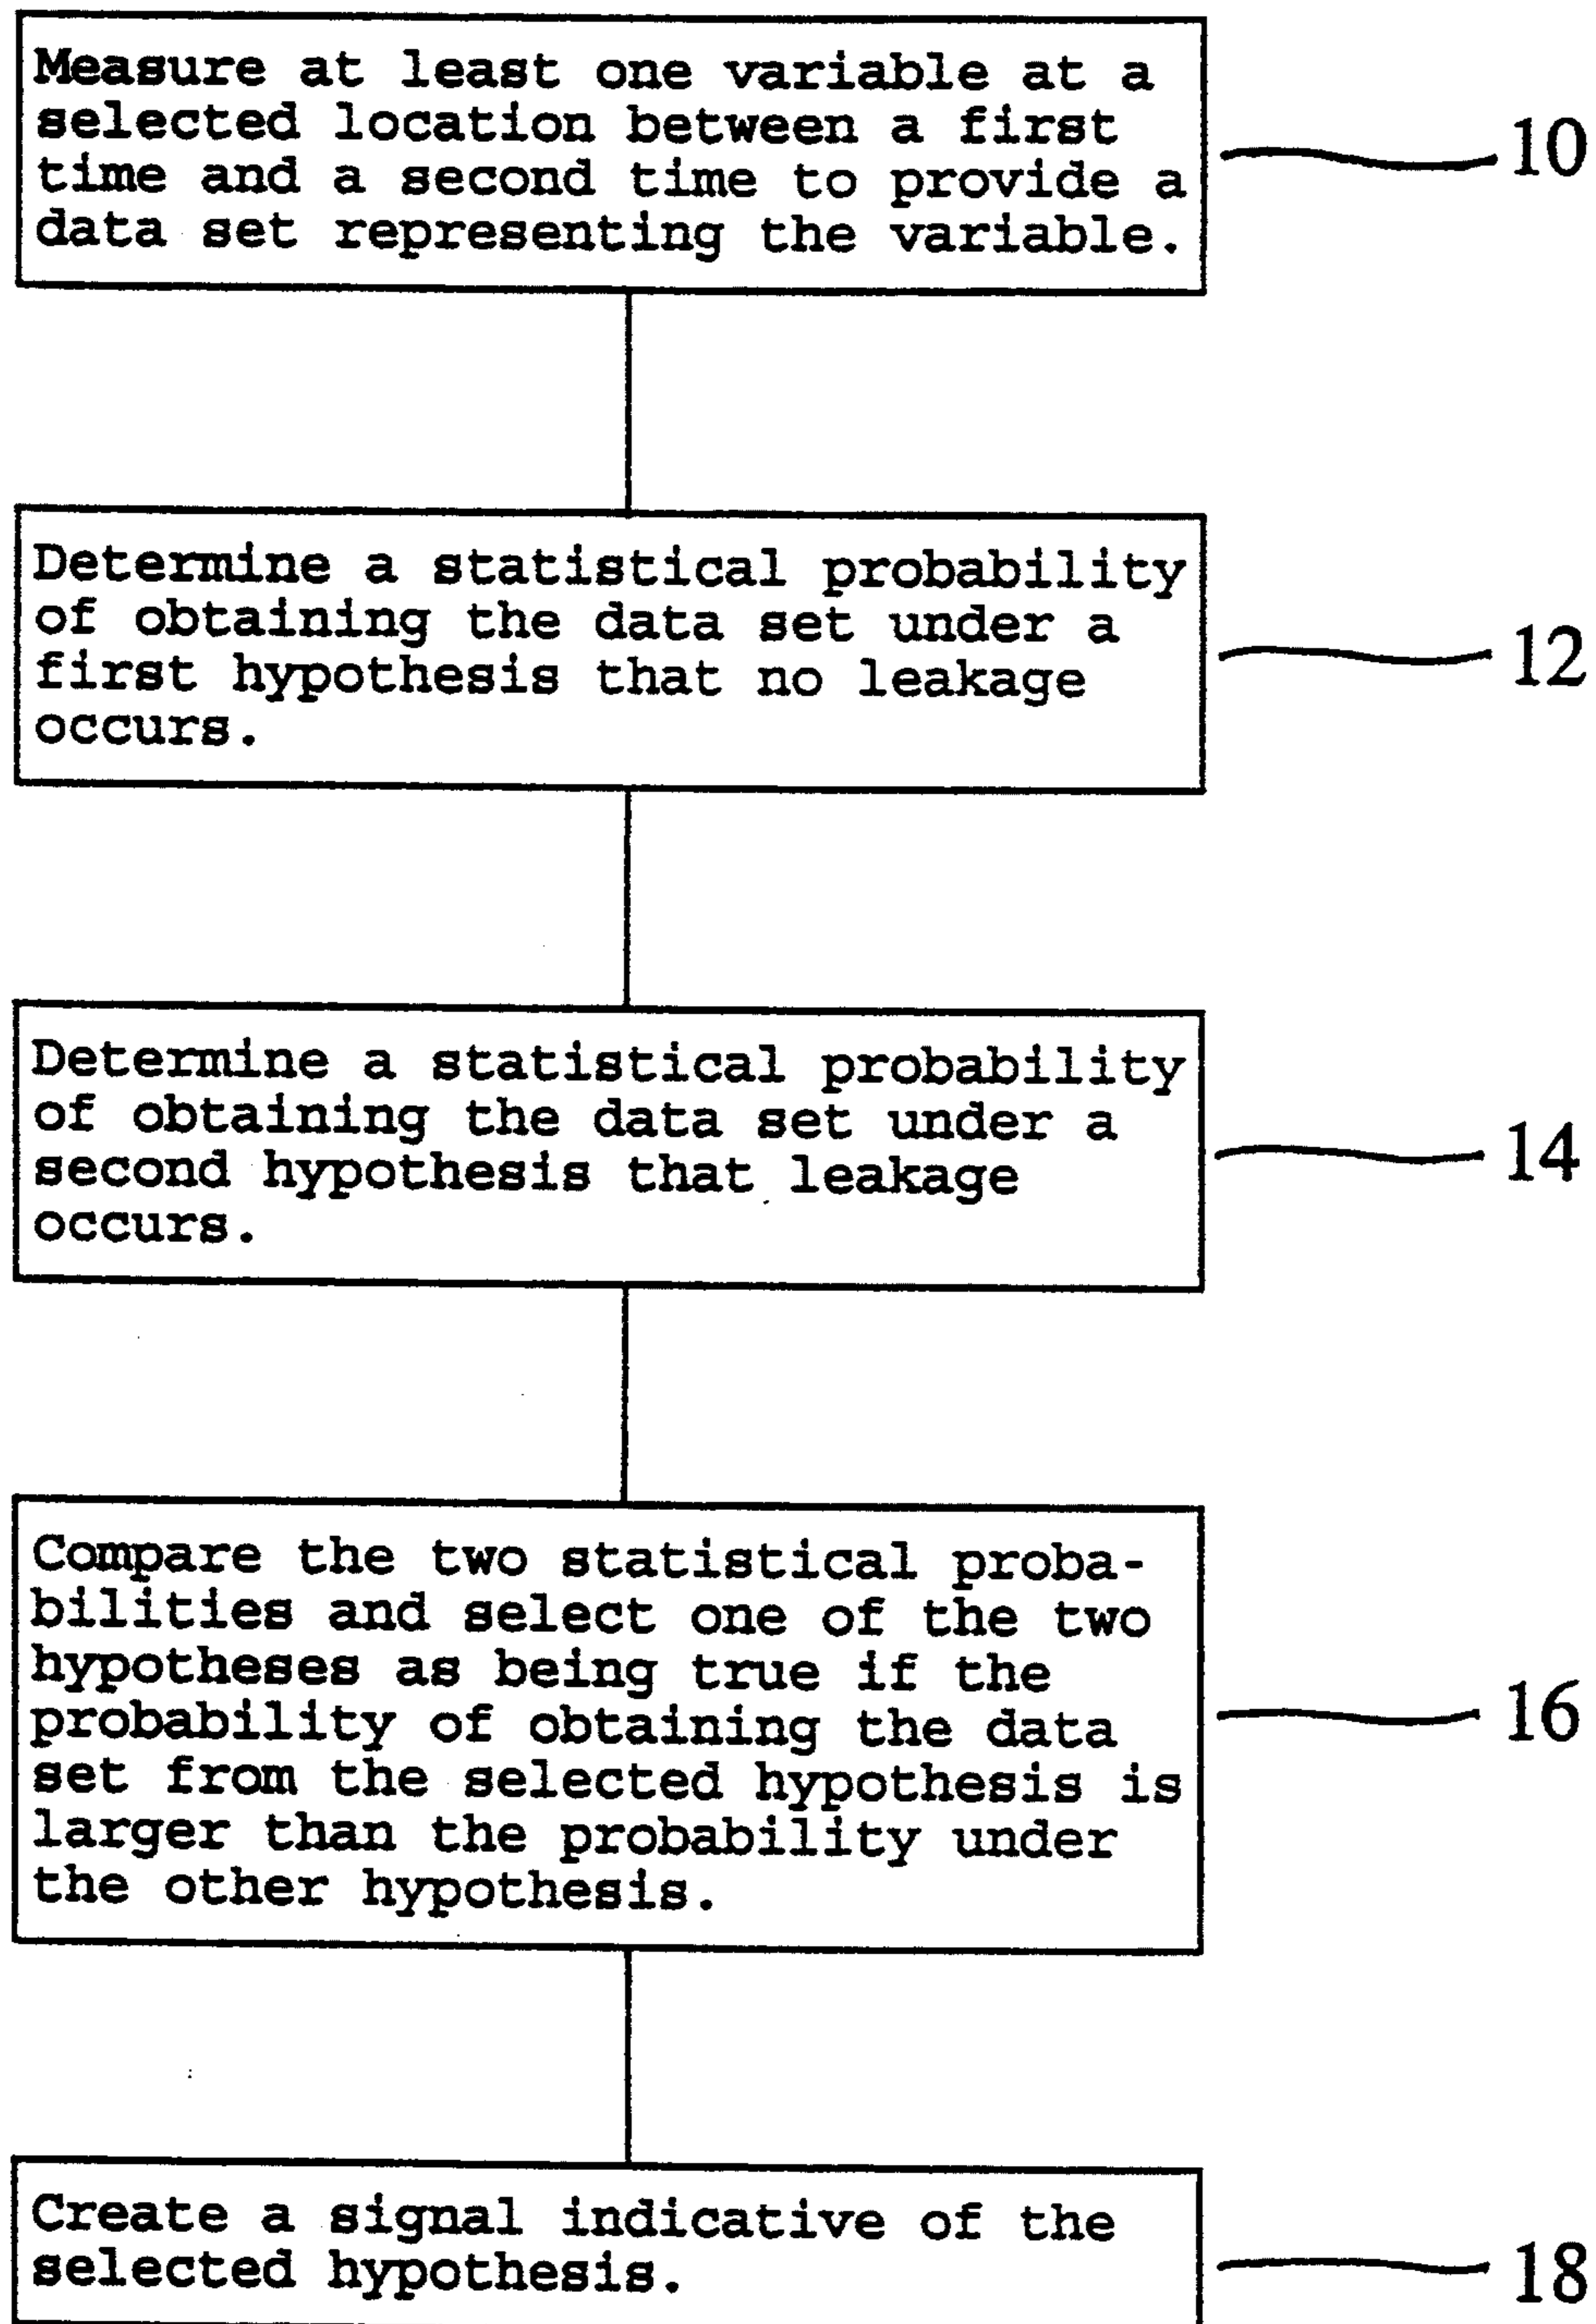 Measure at least one variable at a
selected location between a first
time and a second time to provide a
data set representing the variable.
10
Determine a statistical probability
of obtaining the data set under a
first hypothesis that no leakage
occurs.
12
Determine a statistical probability
of obtaining the data set under a
second hypothesis that leakage
occurs.
14
Compare the two statistical proba-
bilities and select one of the two
hypotheses as being true if the
probability of obtaining the data
set from the selected hypothesis is
larger than the probability under
the other hypothesis.
16
Create a signal indicative of the
selected hypothesis.
18